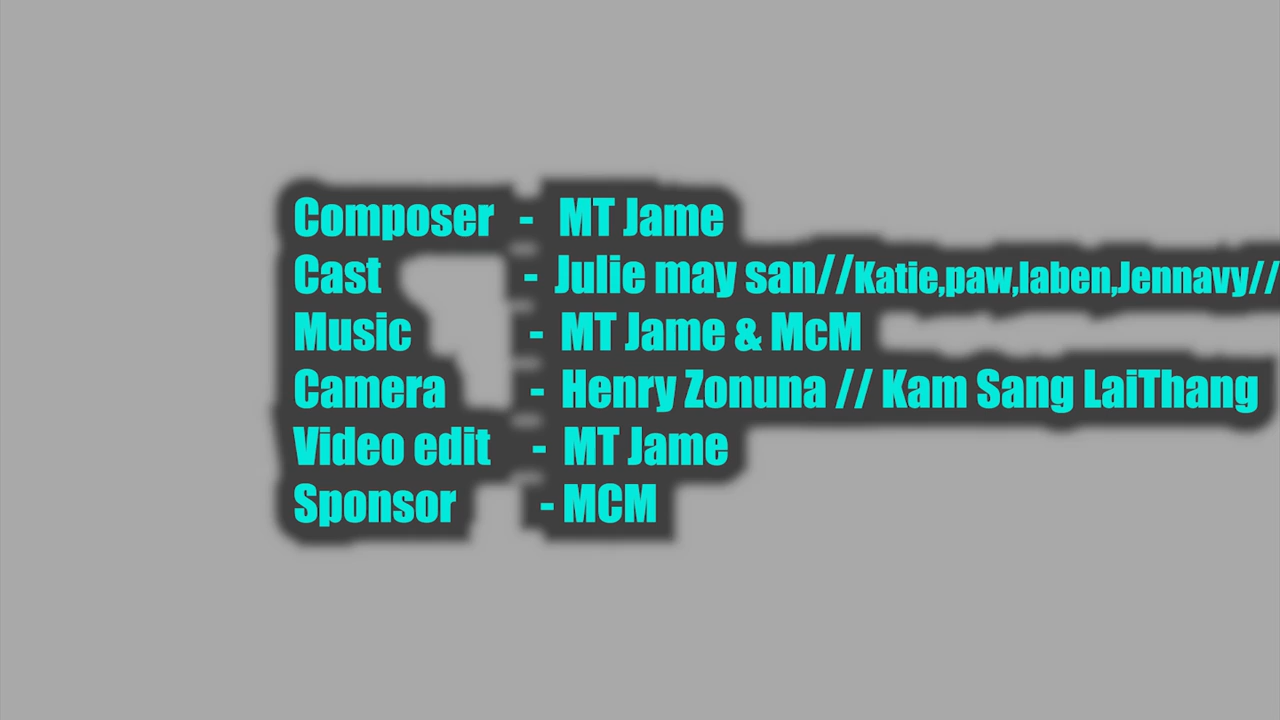 Composer - MT Jame
Cast - Julie may san//Katie,paw,laben,Jennavy//
Music - MT Jame & McM
Camera - Henry Zonuna // Kam Sang LaiThang
Video edit - MT Jame
Sponsor - MCM